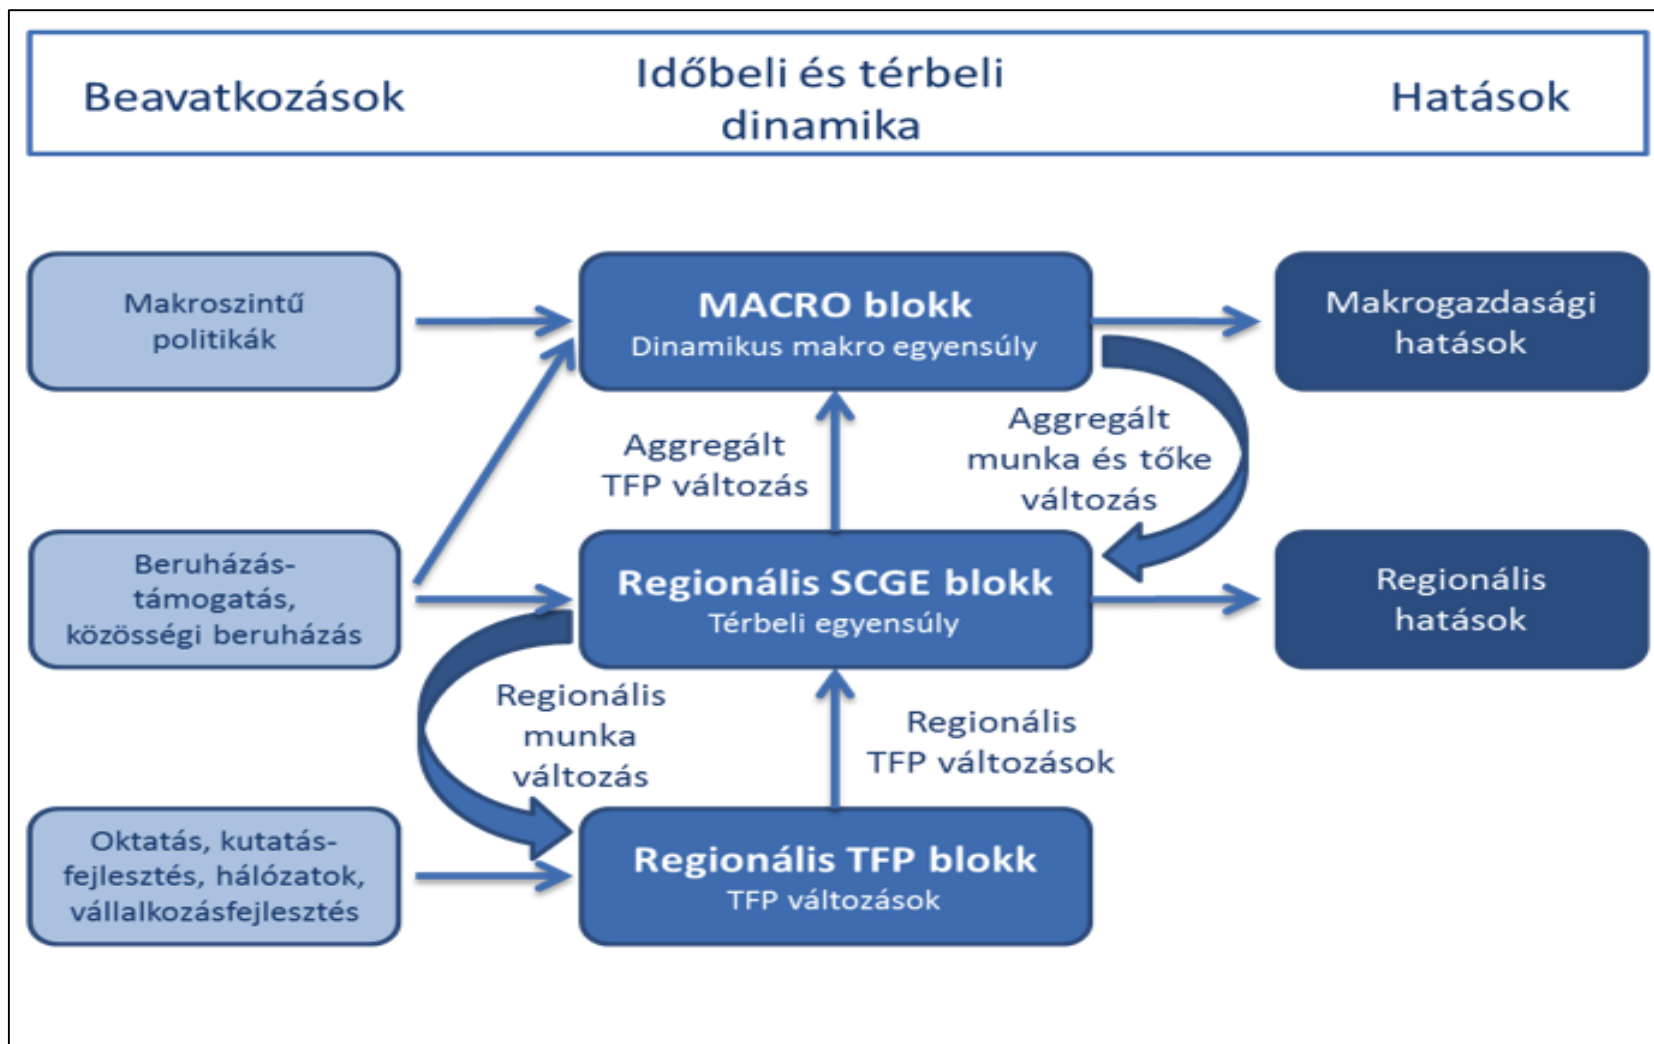 Beavatkozások
Időbeli és térbeli
dinamika
Hatások
Makroszintű
politikák
MACRO blokk
Dinamikus makro egyensúly
Makrogazdasági
hatások
Aggregált
TFP változás
Aggregált
munka és tőke
változás
Beruházás-
támogatás,
közösségi beruházás
Regionális SCGE blokk
Térbeli egyensúly
Regionális
hatások
Regionális
munka
változás
Regionális
TFP változások
Oktatás, kutatás-
fejlesztés, hálózatok,
vállalkozásfejlesztés
Regionális TFP blokk
TFP változások